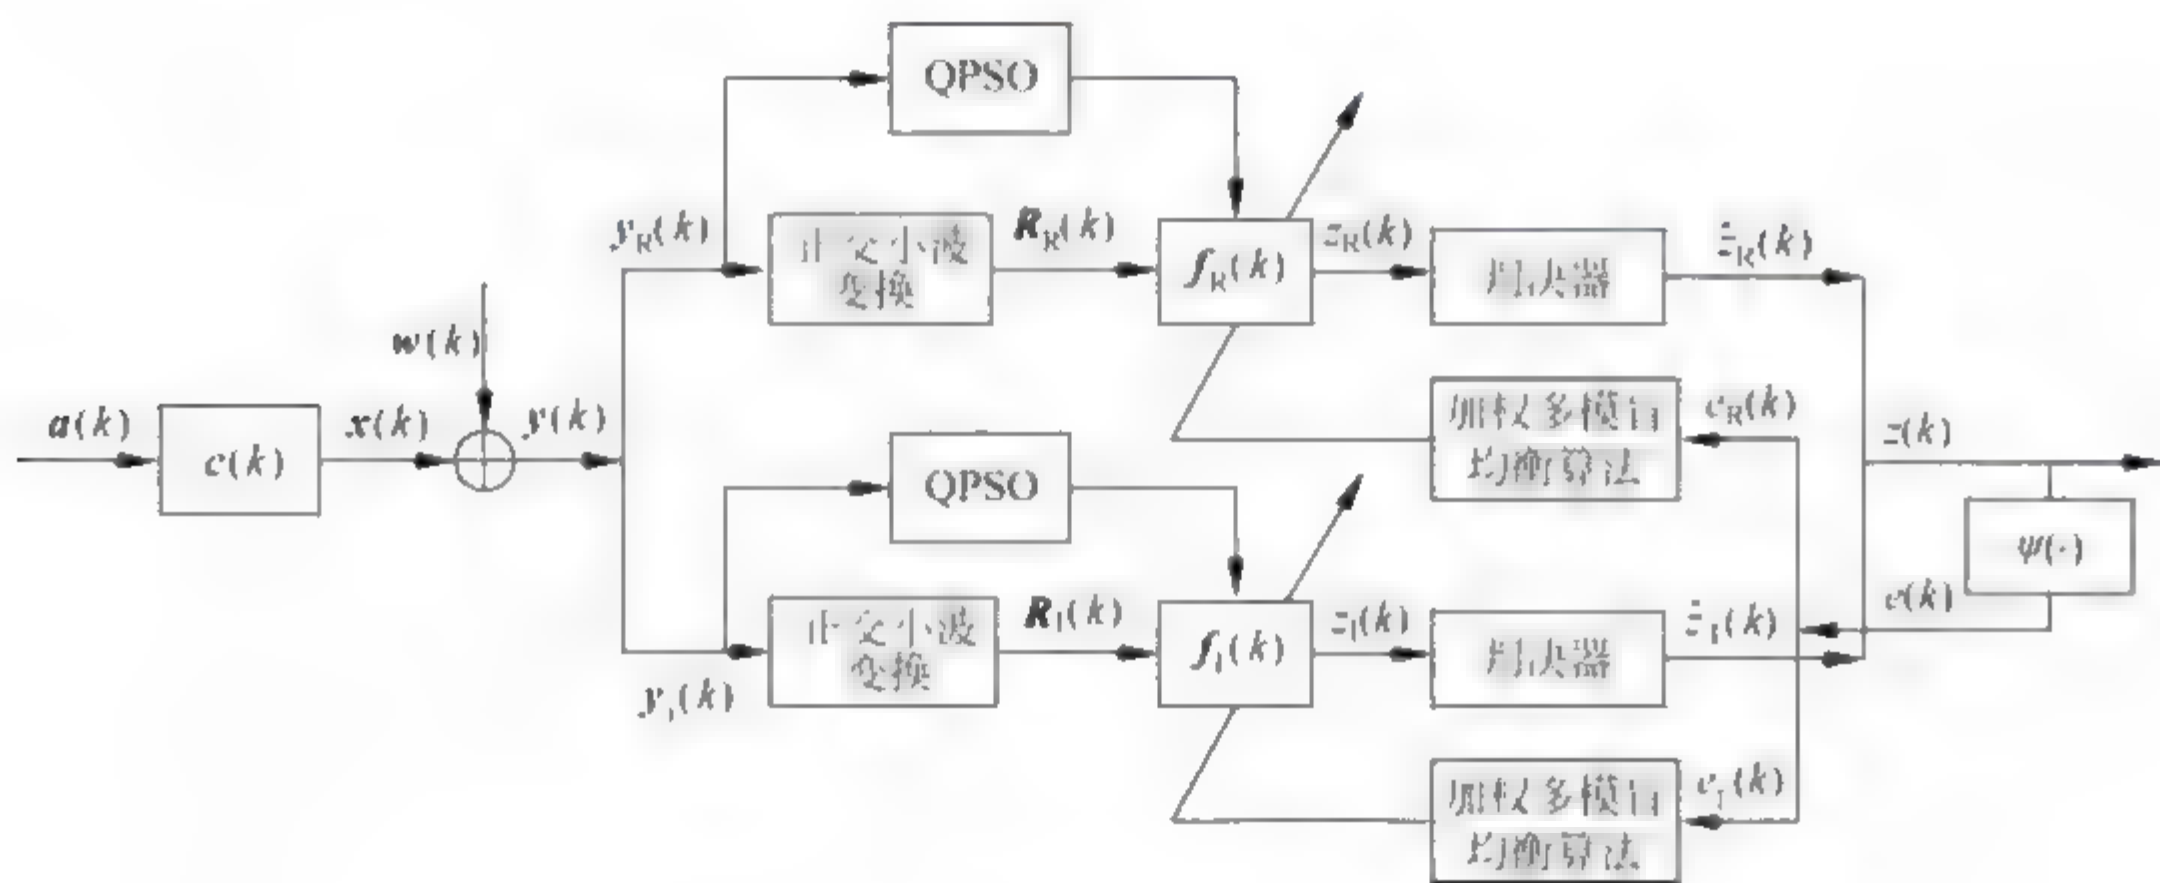 QPSO
y_R(k)
正交小波
变换
R_R(k)
f_R(k)
z_R(k)
判决器
ẑ_R(k)
w(k)
a(k)
c(k)
x(k)
y(k)
加权多模盲
均衡算法
e_R(k)
z(k)
QPSO
ψ(·)
e(k)
正交小波
变换
R_I(k)
f_I(k)
z_I(k)
判决器
ẑ_I(k)
y_I(k)
加权多模盲
均衡算法
e_I(k)